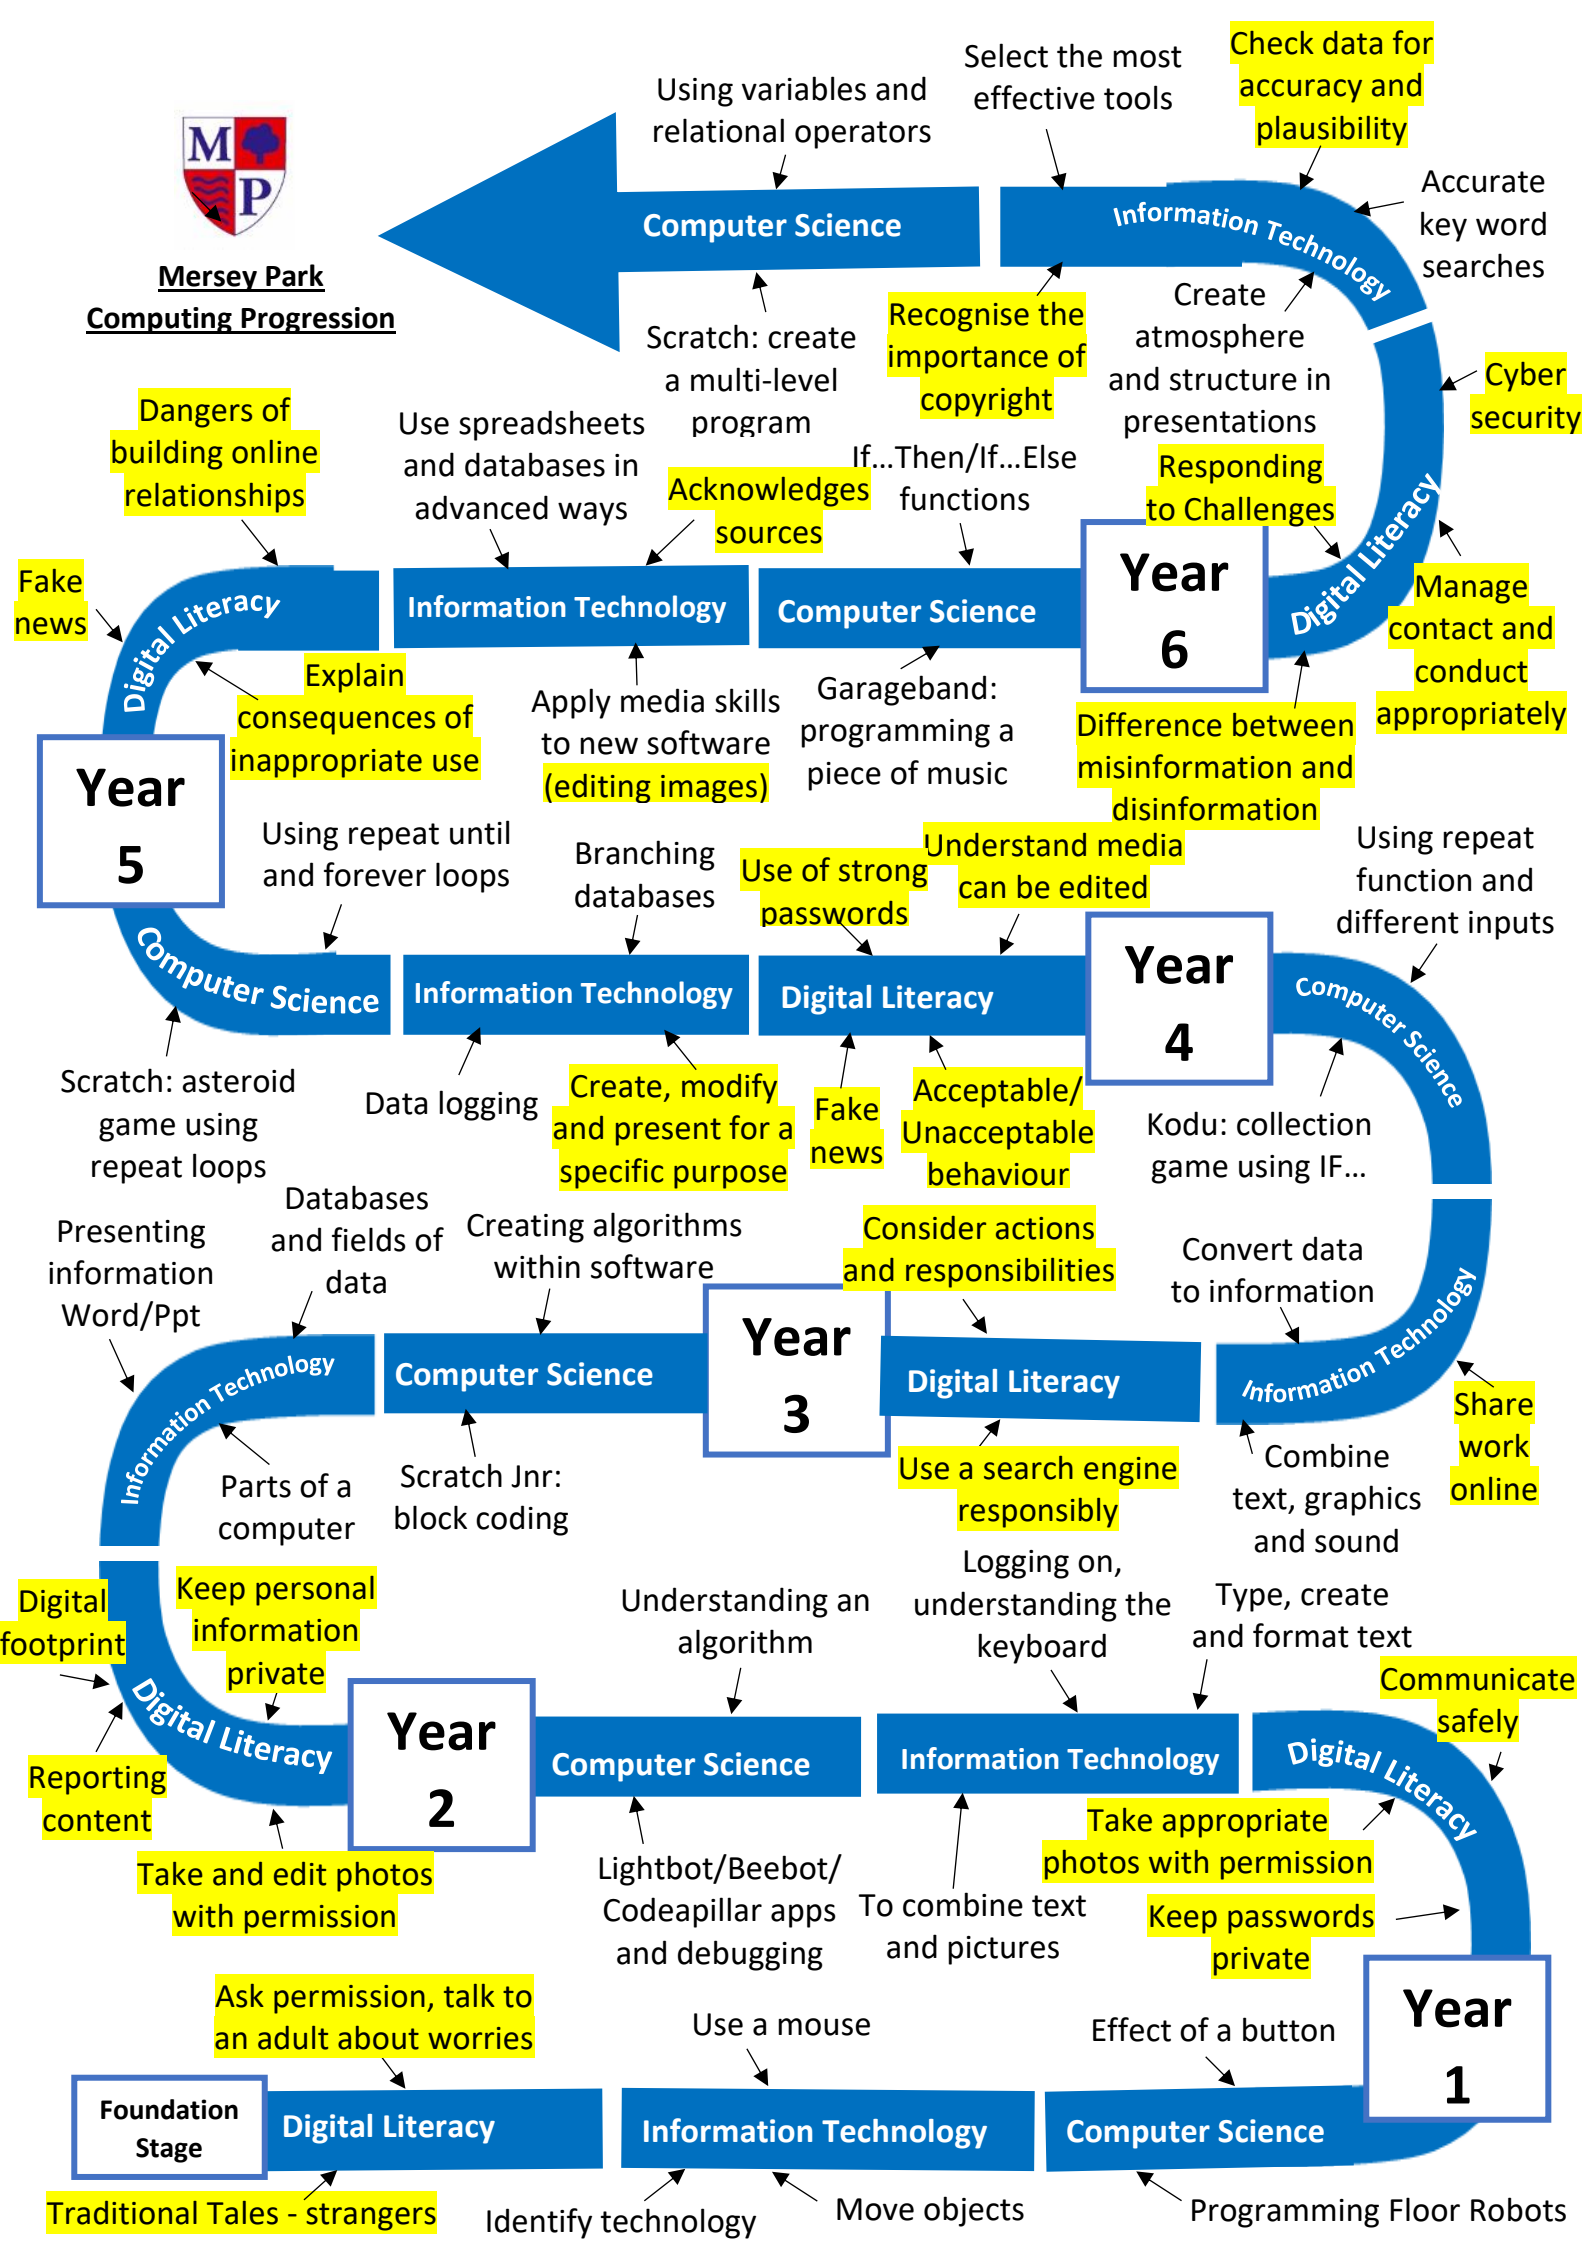 Check data for
accuracy and
plausibility
Select the most
effective tools
Using variables and
relational operators
Accurate
key word
searches
M
P
Mersey Park
Computing Progression
Computer Science
Information Technology
Scratch: create
a multi-level
program
Recognise the
importance of
copyright
Create
atmosphere
and structure in
presentations
Cyber
security
Dangers of
building online
relationships
Use spreadsheets
and databases in
advanced ways
Acknowledges
sources
If...Then/If...Else
functions
Responding
to Challenges
Digital Literacy
Manage
contact and
conduct
appropriately
Fake
news
Digital Literacy
Information Technology
Computer Science
Year
6
Explain
consequences of
inappropriate use
Apply media skills
to new software
(editing images)
Garageband:
programming a
piece of music
Difference between
misinformation and
disinformation
Year
5
Using repeat until
and forever loops
Branching
databases
Use of strong
passwords
Understand media
can be edited
Using repeat
function and
different inputs
Computer Science
Information Technology
Digital Literacy
Year
4
Computer Science
Scratch: asteroid
game using
repeat loops
Data logging
Create, modify
and present for a
specific purpose
Fake
news
Acceptable/
Unacceptable
behaviour
Kodu: collection
game using IF...
Presenting
information
Word/Ppt
Databases
and fields of
data
Creating algorithms
within software
Consider actions
and responsibilities
Convert data
to information
Information Technology
Computer Science
Year
3
Digital Literacy
Information Technology
Parts of a
computer
Scratch Jnr:
block coding
Use a search engine
responsibly
Combine
text, graphics
and sound
Share
work
online
Digital
footprint
Keep personal
information
private
Understanding an
algorithm
Logging on,
understanding the
keyboard
Type, create
and format text
Communicate
safely
Digital Literacy
Year
2
Computer Science
Information Technology
Digital Literacy
Reporting
content
Take and edit photos
with permission
Lightbot/Beebot/
Codeapillar apps
and debugging
To combine text
and pictures
Take appropriate
photos with permission
Keep passwords
private
Ask permission, talk to
an adult about worries
Use a mouse
Effect of a button
Year
1
Foundation
Stage
Digital Literacy
Information Technology
Computer Science
Traditional Tales - strangers
Identify technology
Move objects
Programming Floor Robots